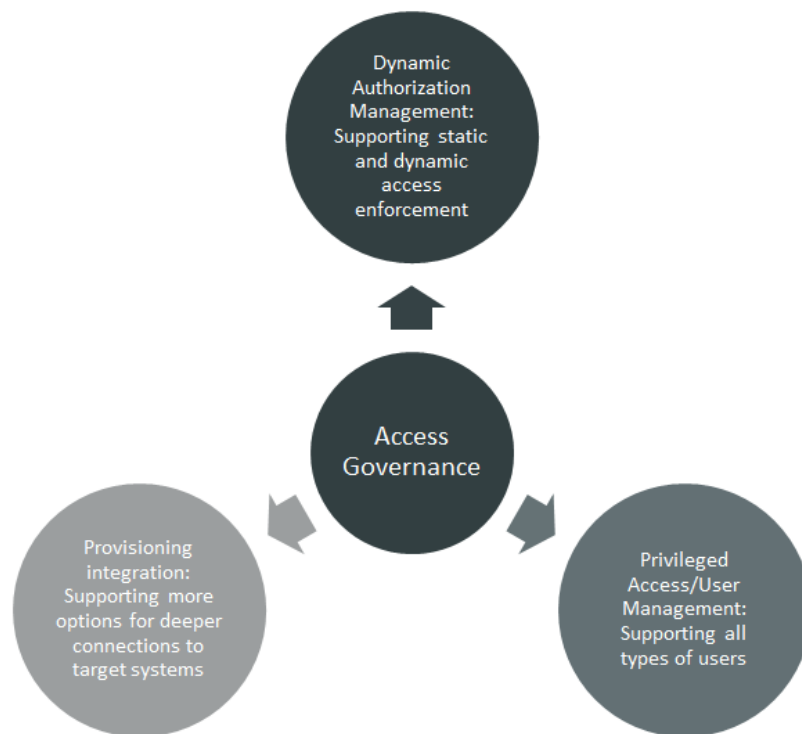 Dynamic
Authorization
Management:
Supporting static
and dynamic
access
enforcement
Access
Governance
Provisioning
integration:
Supporting more
options for deeper
connections to
target systems
Privileged
Access/User
Management:
Supporting all
types of users